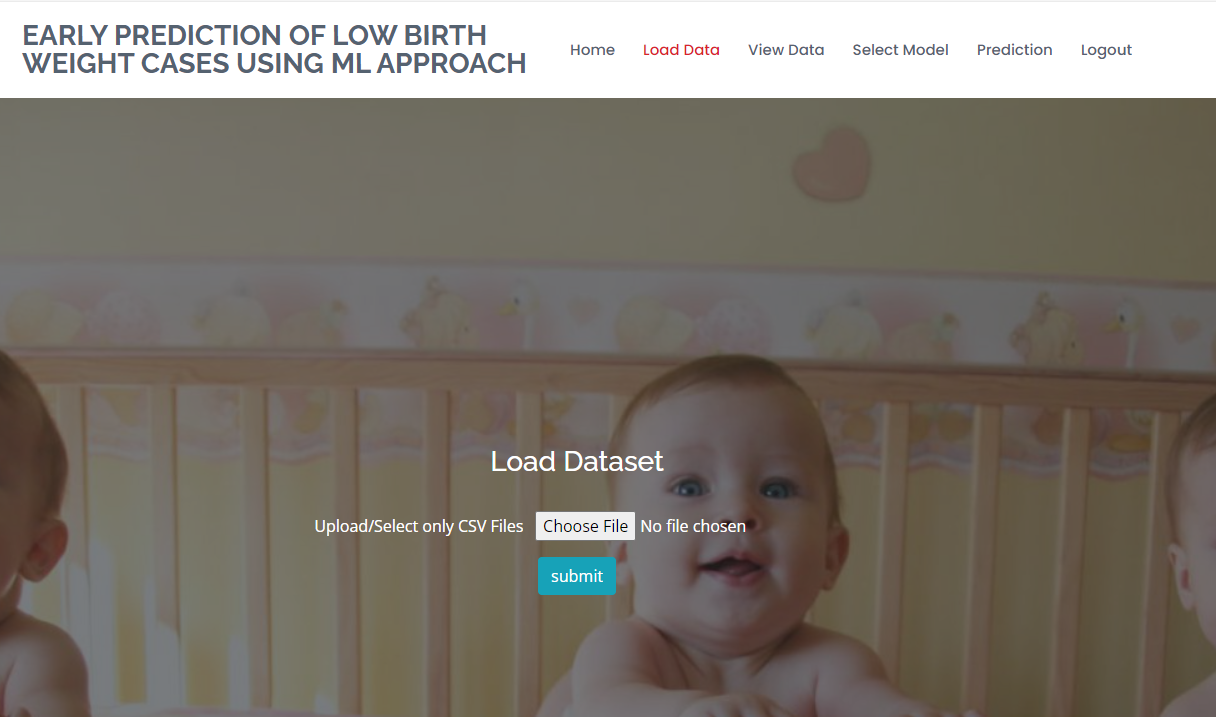 EARLY PREDICTION OF LOW BIRTH
WEIGHT CASES USING ML APPROACH
Home Load Data View Data Select Model Prediction Logout
Load Dataset
Upload/Select only CSV Files Choose File No file chosen
submit